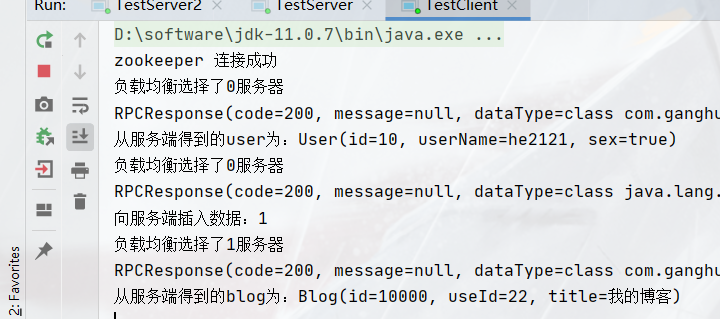 Run: TestServer2 TestServer TestClient
D:\software\jdk-11.0.7\bin\java.exe ...
zookeeper 连接成功
负载均衡选择了0服务器
RPCResponse(code=200, message=null, dataType=class com.ganghu
从服务端得到的user为：User(id=10, userName=he2121, sex=true)
负载均衡选择了0服务器
RPCResponse(code=200, message=null, dataType=class java.lang.
向服务端插入数据：1
负载均衡选择了1服务器
RPCResponse(code=200, message=null, dataType=class com.ganghu
从服务端得到的blog为：Blog(id=10000, useId=22, title=我的博客)
2: Favorites